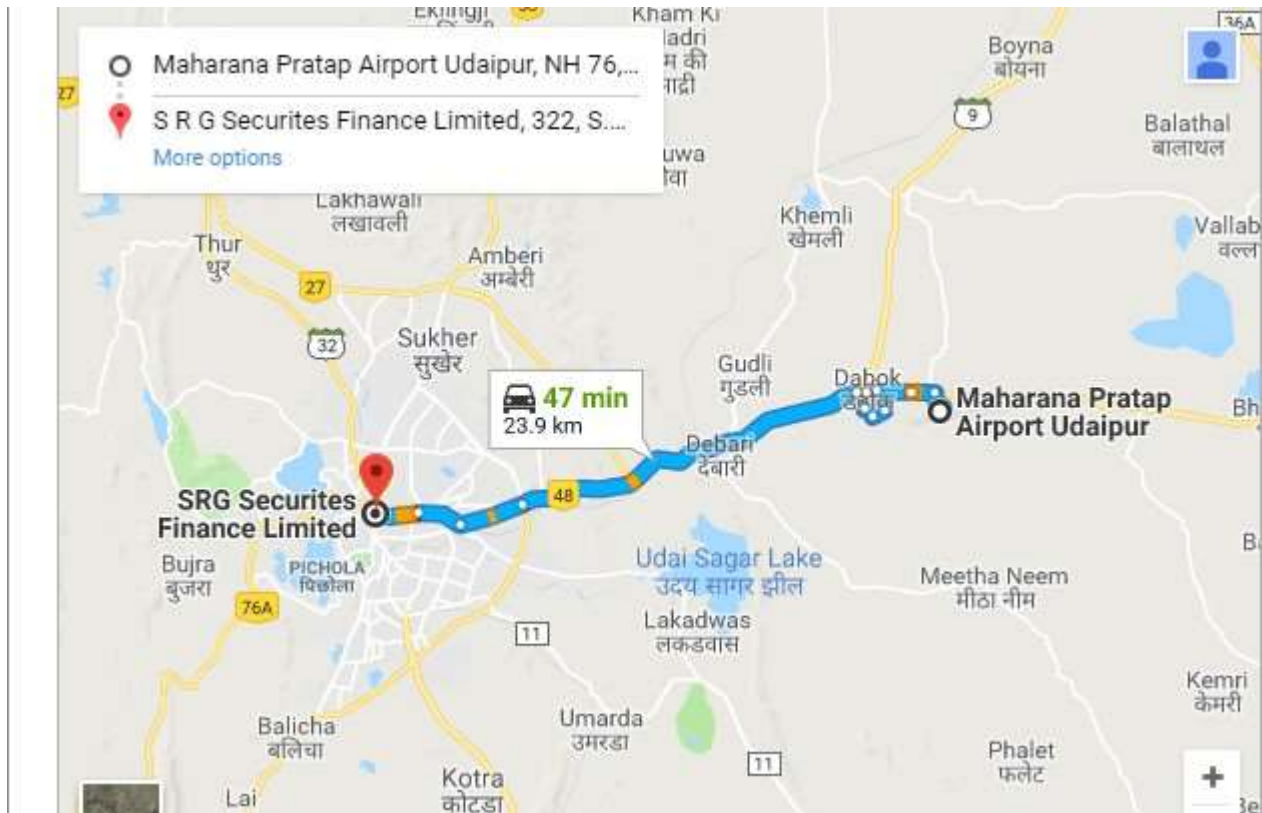 Maharana Pratap Airport Udaipur, NH 76,...
S R G Securites Finance Limited, 322, S....
More options
Kham Ki
36A
Boyna
बोयना
27
9
Balathal
बालाथल
Lakhawali
लखावली
Khemli
खेमली
Thur
थुर
Amberi
अम्बेरी
27
32
Sukher
सुखेर
Gudli
गुडली
Dabok
47 min
23.9 km
Maharana Pratap
Airport Udaipur
Debari
देबारी
48
SRG Securites
Finance Limited
Bujra
बुजरा
PICHOLA
पिछोला
Udai Sagar Lake
उदय सागर झील
Meetha Neem
मीठा नीम
76A
11
Lakadwas
लकडवास
Kemri
केमरी
Umarda
उमरडा
Balicha
बलिचा
11
Phalet
फलेट
Kotra
कोटडा
Lai
+